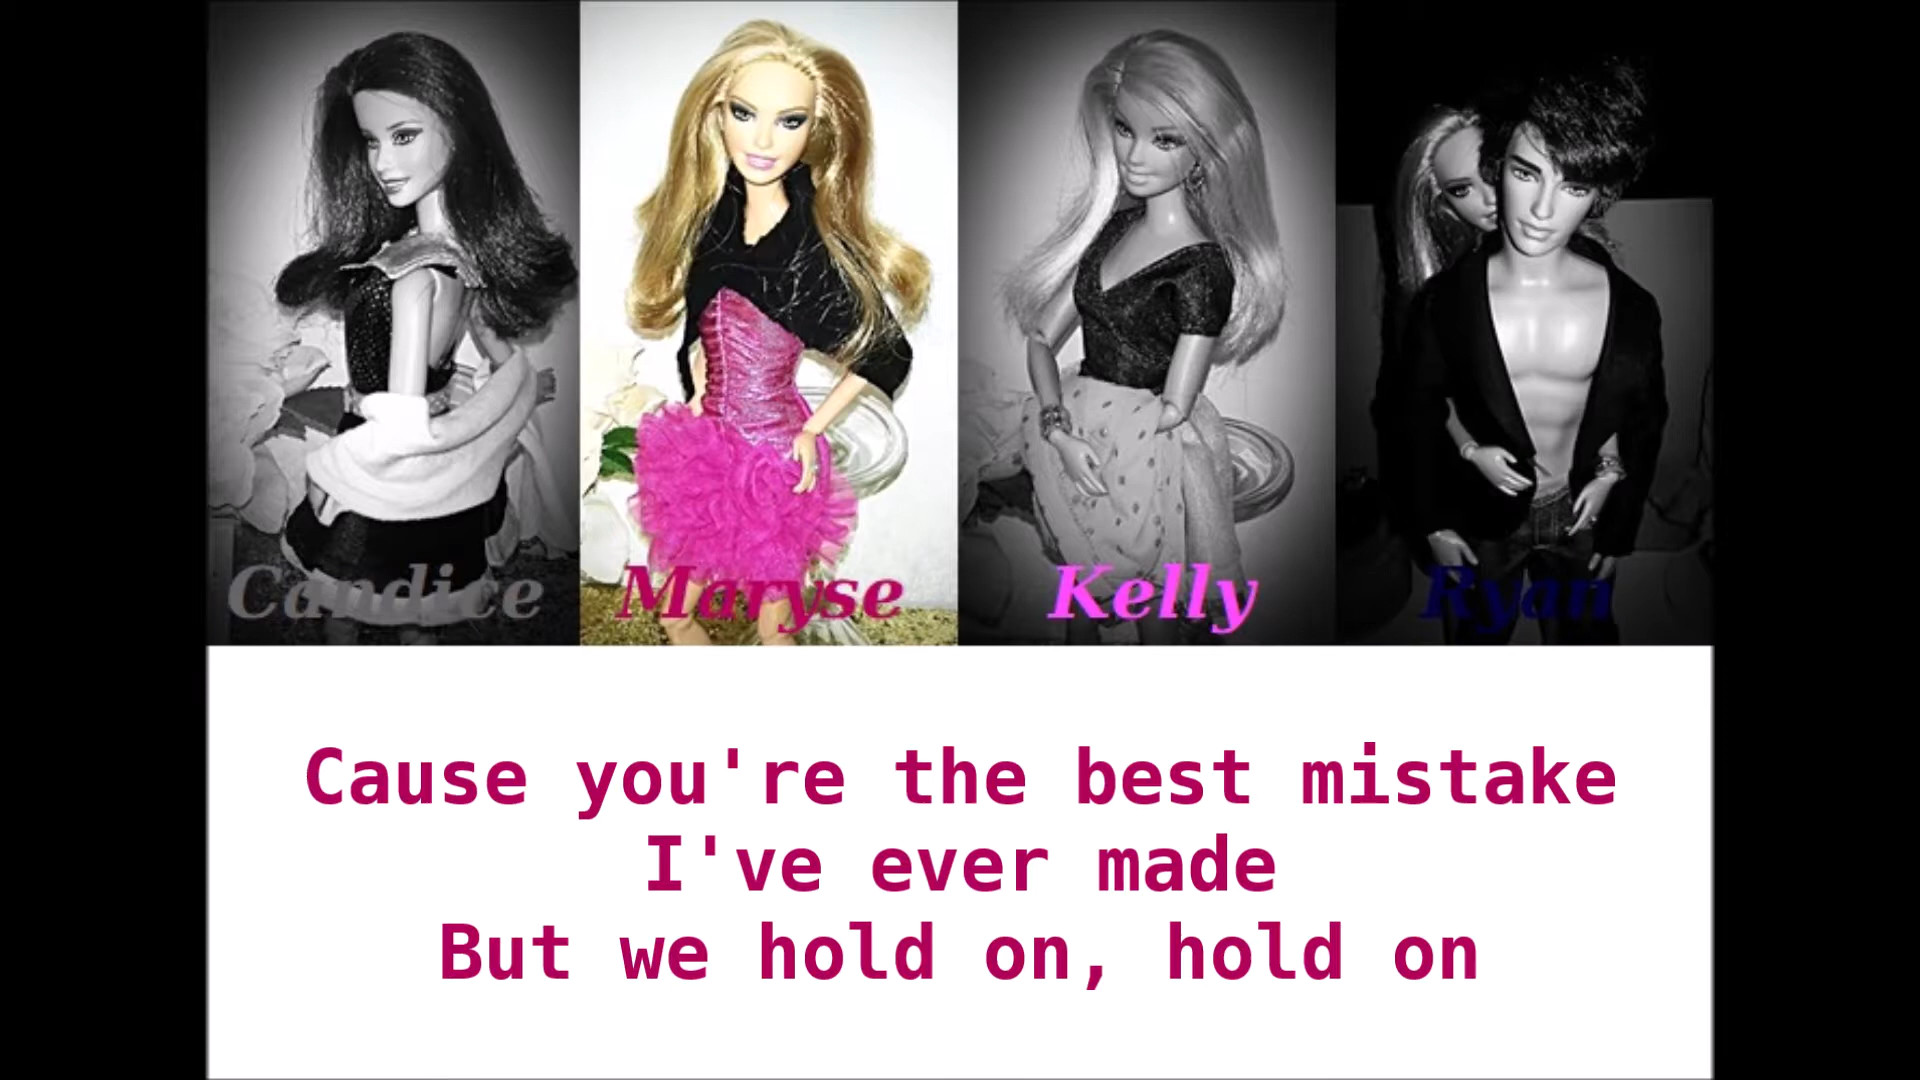 Candice Maryse Kelly Ryan
Cause you're the best mistake
I've ever made
But we hold on, hold on